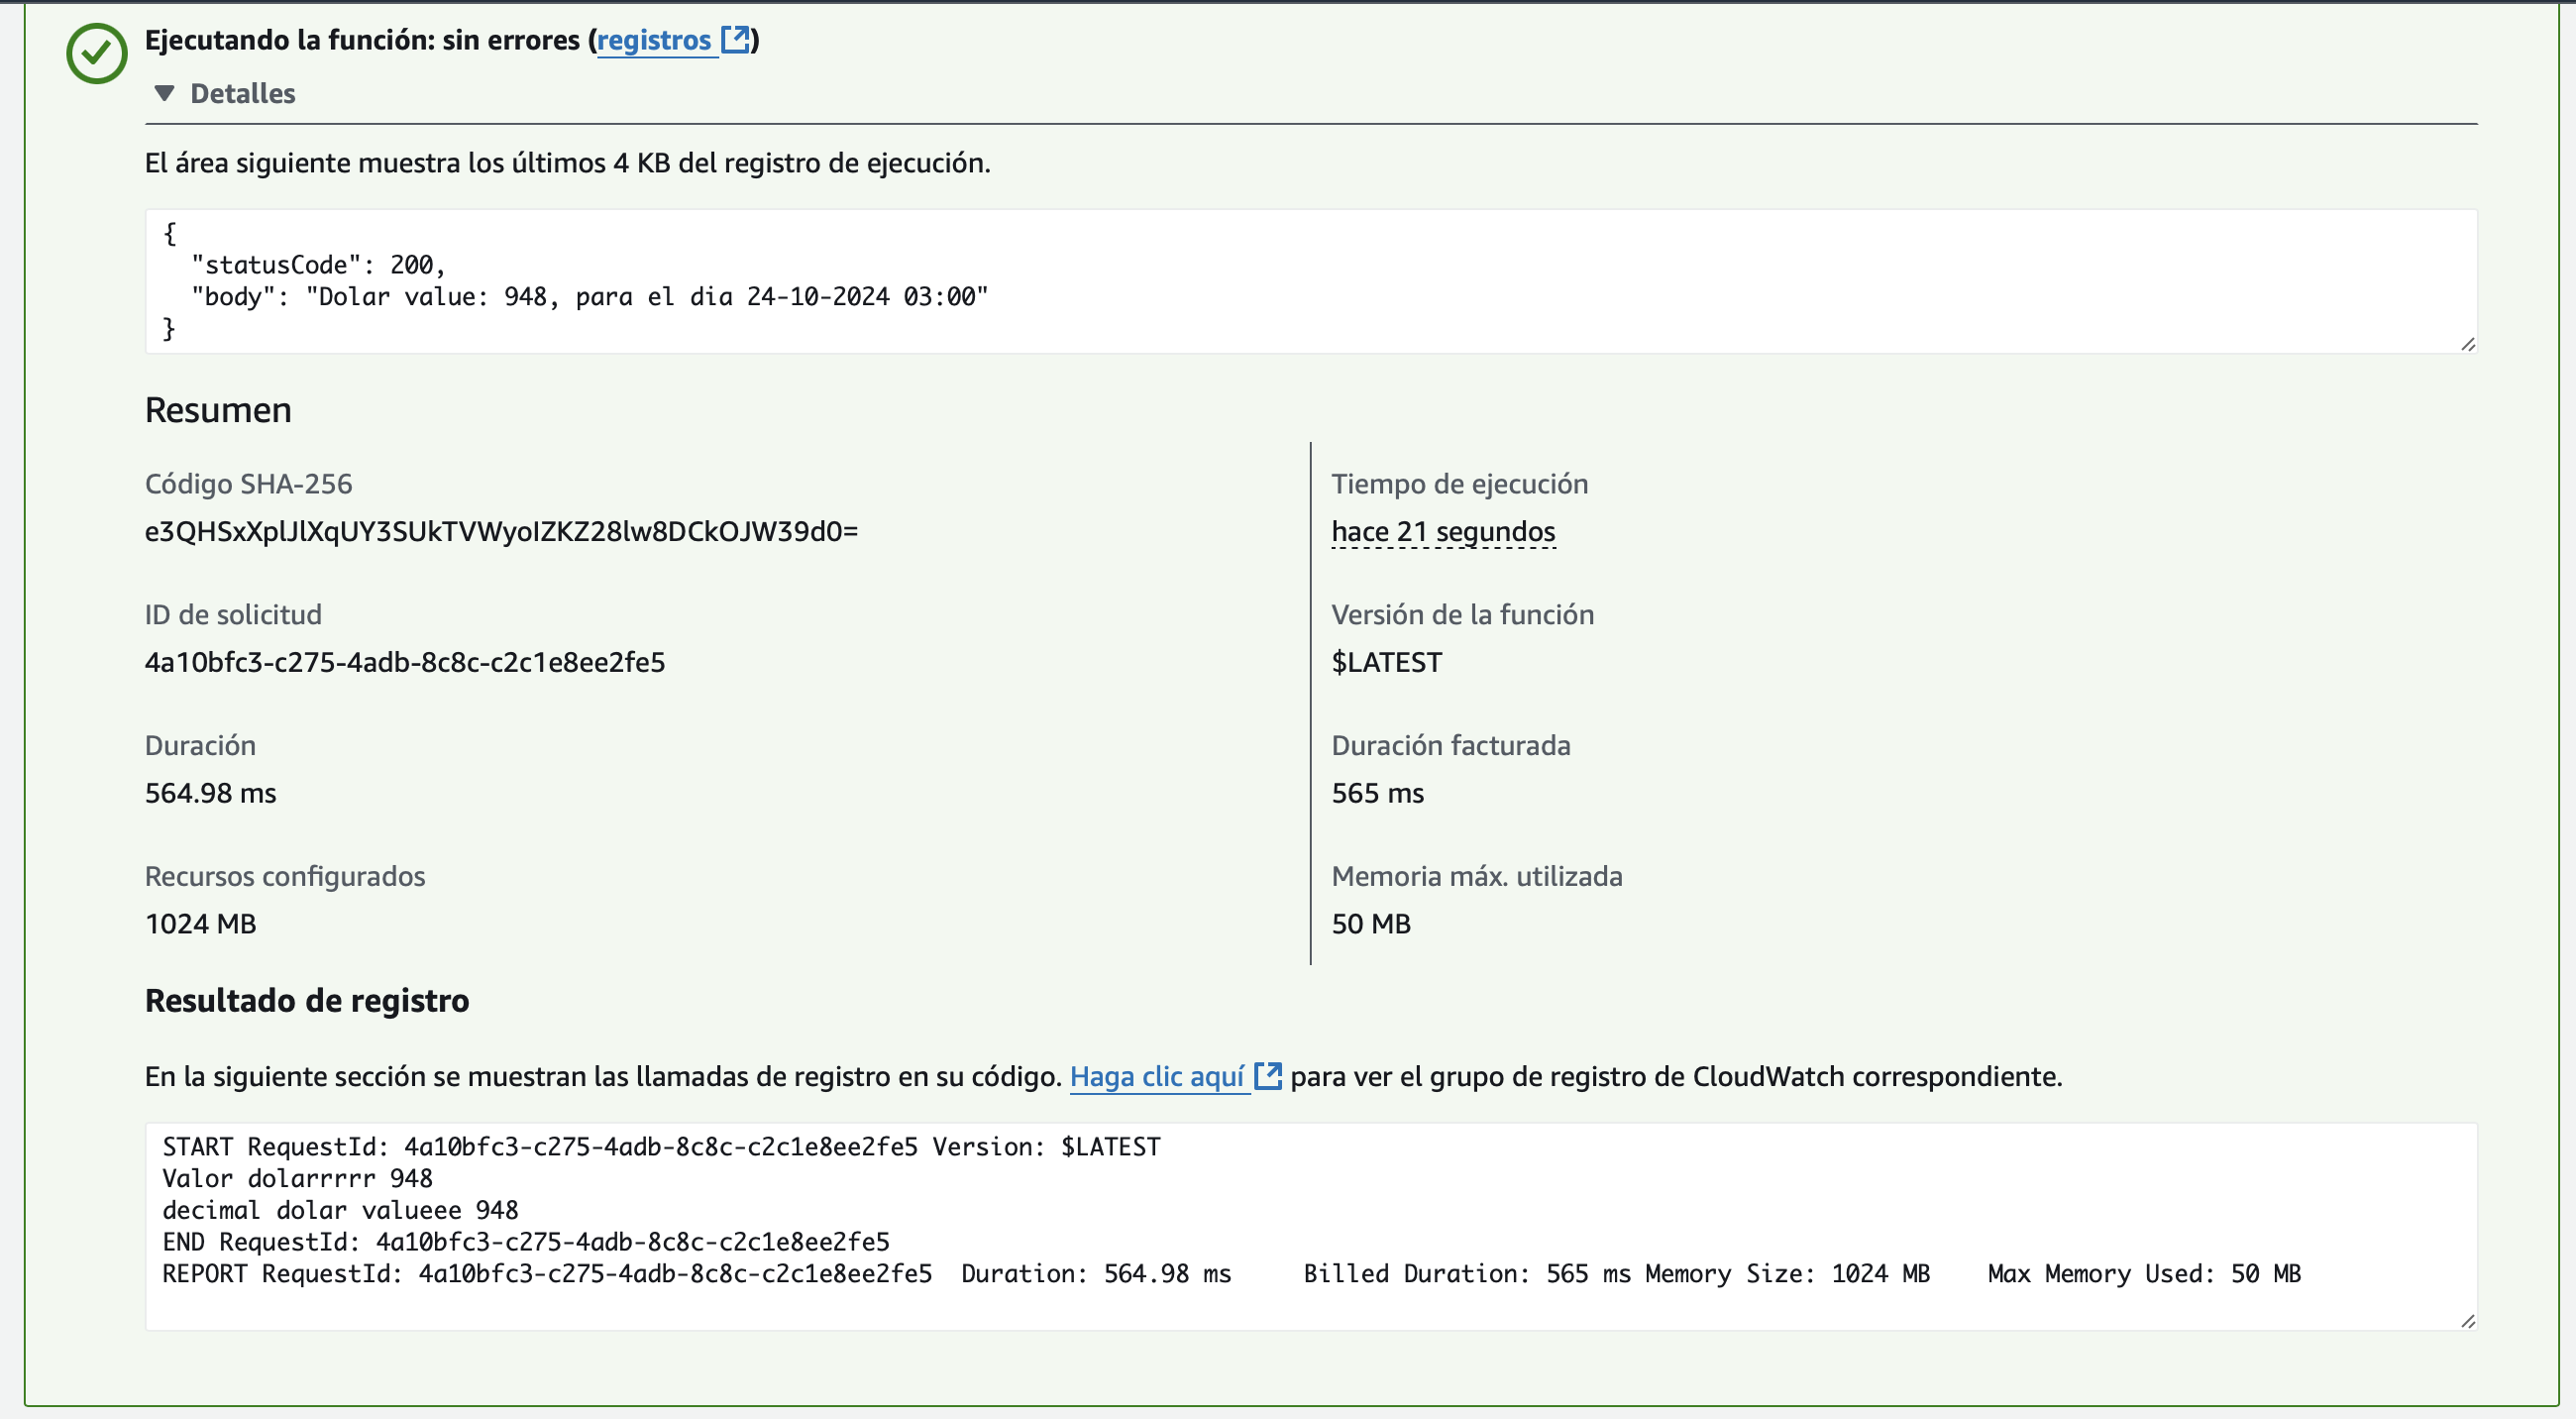 Ejecutando la función: sin errores (registros)
Detalles
El área siguiente muestra los últimos 4 KB del registro de ejecución.
{
  "statusCode": 200,
  "body": "Dolar value: 948, para el dia 24-10-2024 03:00"
}
Resumen
Código SHA-256
e3QHSxXplJlXqUY3SUkTVWyoIZKZ28lw8DCkOJW39d0=
Tiempo de ejecución
hace 21 segundos
ID de solicitud
4a10bfc3-c275-4adb-8c8c-c2c1e8ee2fe5
Versión de la función
$LATEST
Duración
564.98 ms
Duración facturada
565 ms
Recursos configurados
1024 MB
Memoria máx. utilizada
50 MB
Resultado de registro
En la siguiente sección se muestran las llamadas de registro en su código. Haga clic aquí para ver el grupo de registro de CloudWatch correspondiente.
START RequestId: 4a10bfc3-c275-4adb-8c8c-c2c1e8ee2fe5 Version: $LATEST
Valor dolarrrrr 948
decimal dolar valueee 948
END RequestId: 4a10bfc3-c275-4adb-8c8c-c2c1e8ee2fe5
REPORT RequestId: 4a10bfc3-c275-4adb-8c8c-c2c1e8ee2fe5  Duration: 564.98 ms     Billed Duration: 565 ms Memory Size: 1024 MB    Max Memory Used: 50 MB